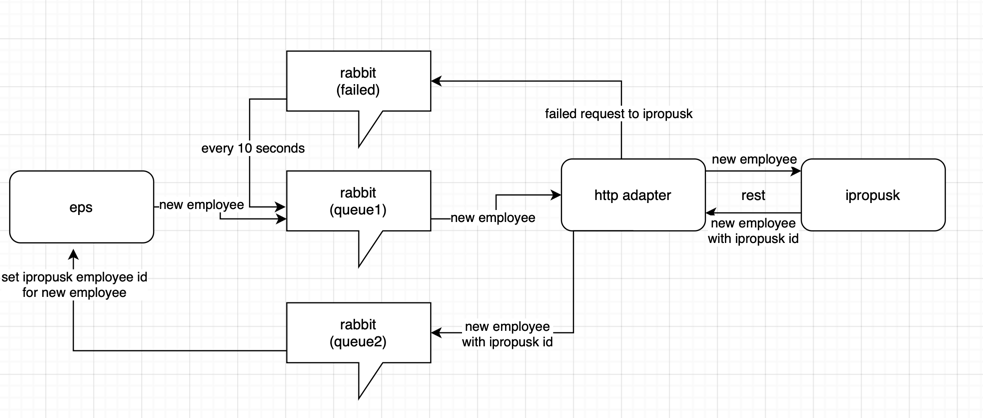 rabbit
(failed)
failed request to ipropusk
every 10 seconds
new employee
eps
new employee
rabbit
(queue1)
new employee
http adapter
rest
ipropusk
new employee
with ipropusk id
set ipropusk employee id
for new employee
rabbit
(queue2)
new employee
with ipropusk id